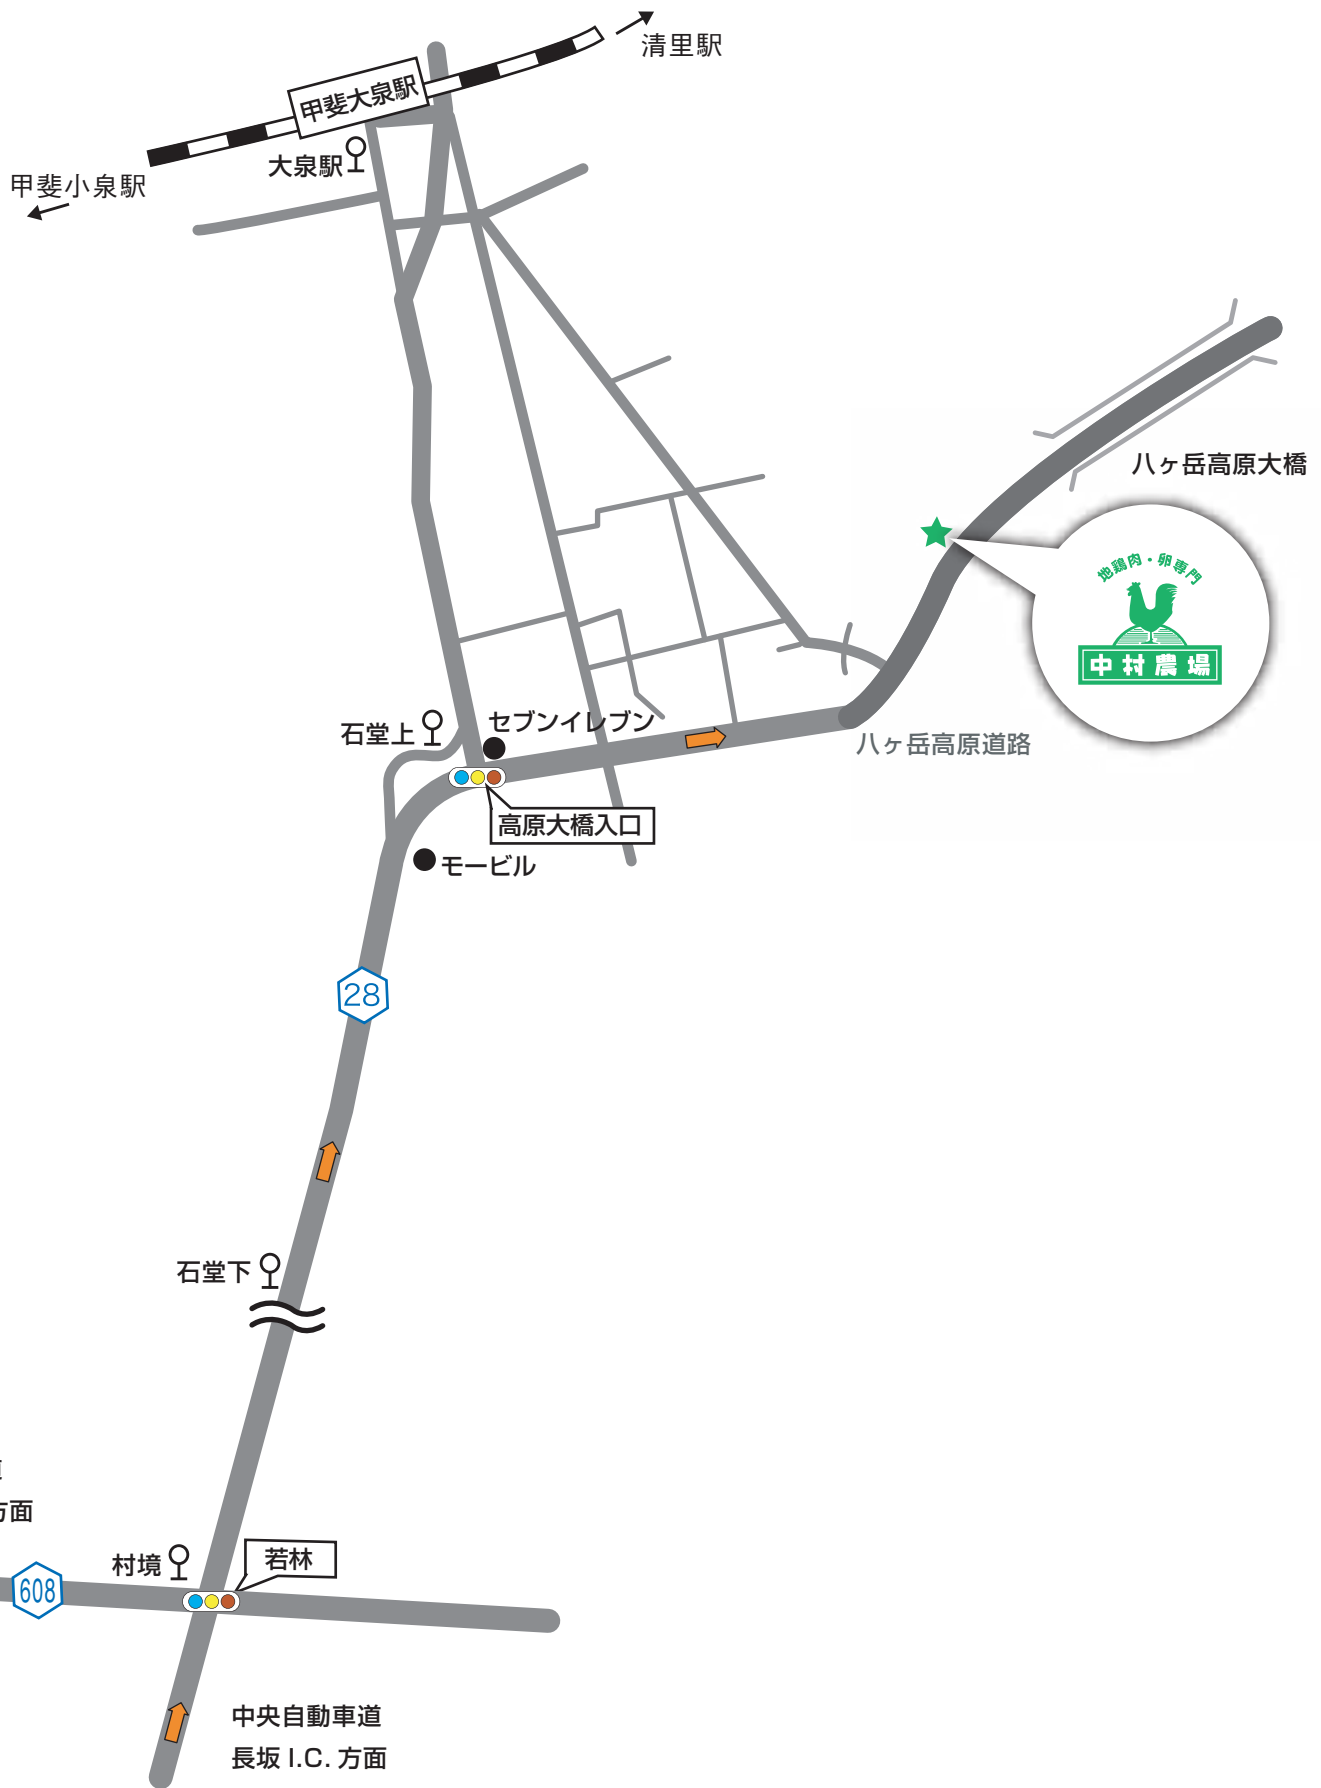 清里駅
甲斐大泉駅
大泉駅
甲斐小泉駅
八ヶ岳高原大橋
地鶏肉・卵専門
中村農場
石堂上
セブンイレブン
八ヶ岳高原道路
高原大橋入口
モービル
28
石堂下
方面
村境
若林
608
中央自動車道
長坂 I.C. 方面